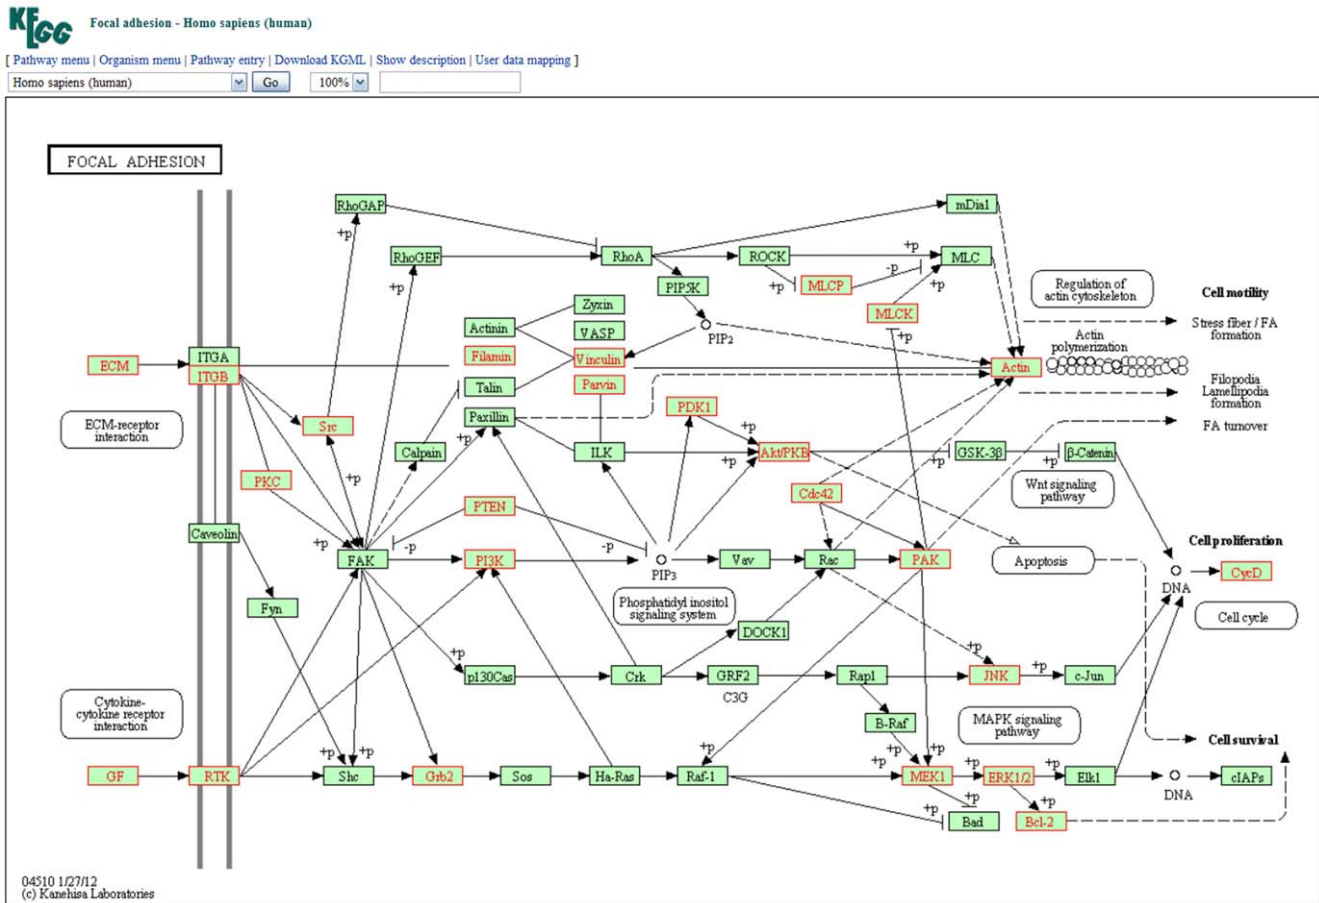 KEGG
Focal adhesion - Homo sapiens (human)
[ Pathway menu | Organism menu | Pathway entry | Download KGML | Show description | User data mapping ]
Homo sapiens (human) Go 100%
FOCAL ADHESION
RhoGAP mDia1
+p
RhoGEF RhoA ROCK +p MLC
+p PIP5K +p MLCP -p +p
Regulation of
actin cytoskeleton
Cell motility
Zyxin MLCK
Actinin VASP PIP2 +p
Stress fiber / FA
formation
Actin
polymerization
ECM ITGA Filamin Vinculin Actin
ITGB Talin Parvin
Filopodia
Lamellipodia
formation
ECM-receptor
interaction
Src Paxillin PDK1 FA turnover
+p +p +p
Calpain ILK Akt/PKB GSK-3β +p β-Catenin
+p +p
PKC Cdc42
Wnt signaling
pathway
PTEN
Caveolin +p -p -p
Cell proliferation
FAK PI3K PIP3 Vav Rac PAK Apoptosis
DNA CycD
Phosphatidyl inositol
signaling system
Fyn Cell cycle
DOCK1
+p +p
p130Cas Crk GRF2 Rap1 JNK +p c-Jun
C3G
Cytokine-
cytokine receptor
interaction
B-Raf
MAPK signaling
pathway
Cell survival
+p +p +p +p +p
GF RTK Shc Grb2 Sos Ha-Ras Raf-1 +p MEK1 +p ERK1/2 +p Elk1 DNA cIAPs
+p +p +p
Bad Bcl-2
04510 1/27/12
(c) Kanehisa Laboratories